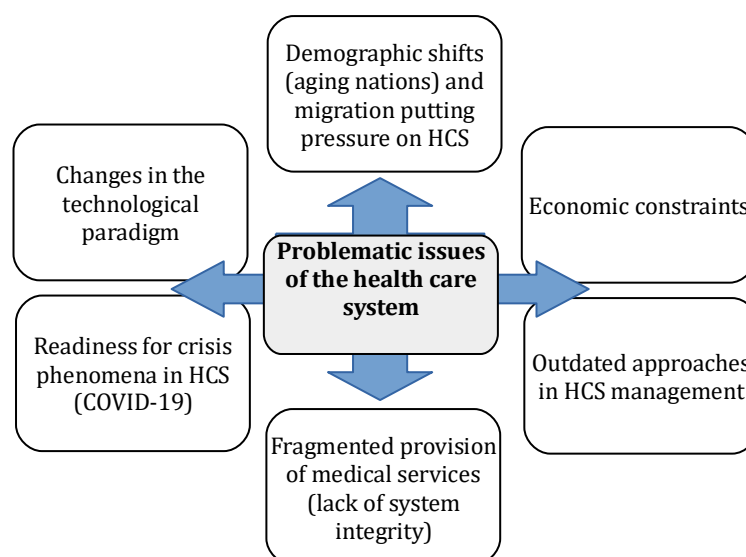 Demographic shifts
(aging nations) and
migration putting
pressure on HCS
Changes in the
technological
paradigm
Economic constraints
Problematic issues
of the health care
system
Readiness for crisis
phenomena in HCS
(COVID-19)
Outdated approaches
in HCS management
Fragmented provision
of medical services
(lack of system
integrity)